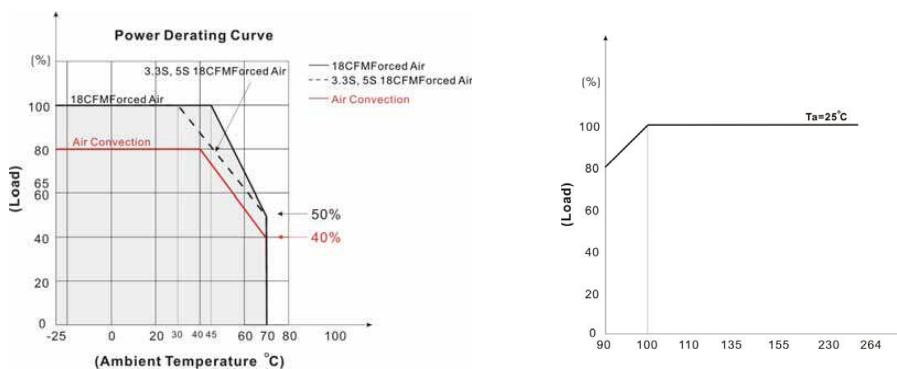 Power Derating Curve
(%)
3.3S, 5S 18CFMForced Air
18CFMForced Air
3.3S, 5S 18CFMForced Air
Air Convection
100
18CFMForced Air
Air Convection
80
65
60
40
20
0
(Load)
50%
40%
-25 0 20 30 40 45 60 70 80 100
(Ambient Temperature °C)
(%)
Ta=25°C
100
80
60
40
20
0
(Load)
90 100 110 135 155 230 264